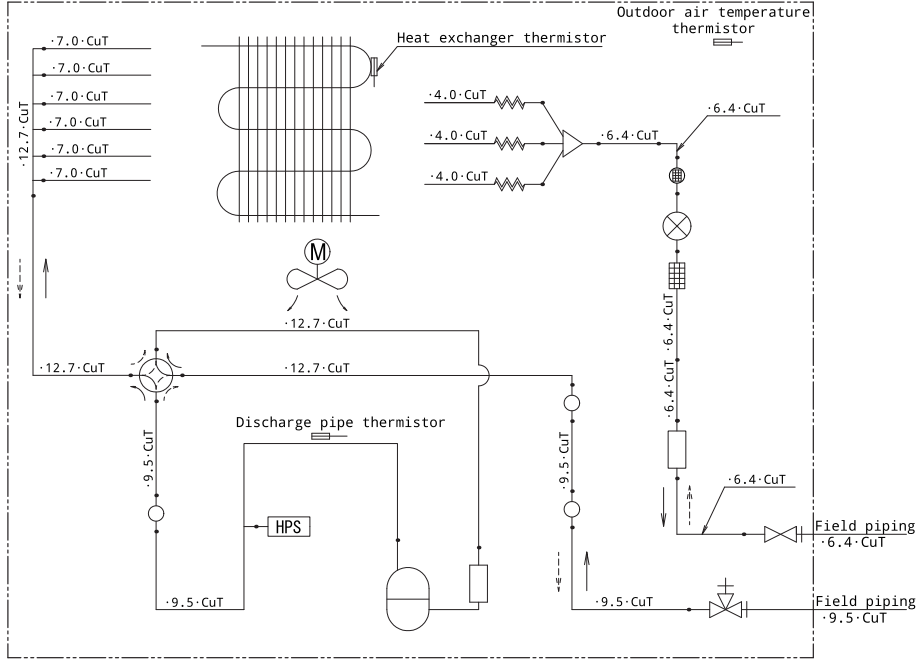 Outdoor air temperature
thermistor
Heat exchanger thermistor
·7.0·CuT
·7.0·CuT
·7.0·CuT
·7.0·CuT
·7.0·CuT
·7.0·CuT
·12.7·CuT
·4.0·CuT
·4.0·CuT
·4.0·CuT
·6.4·CuT
·6.4·CuT
M
·12.7·CuT
·12.7·CuT
·12.7·CuT
·6.4·CuT
·6.4·CuT
Discharge pipe thermistor
·9.5·CuT
·9.5·CuT
HPS
·6.4·CuT
Field piping
·6.4·CuT
·9.5·CuT
·9.5·CuT
Field piping
·9.5·CuT